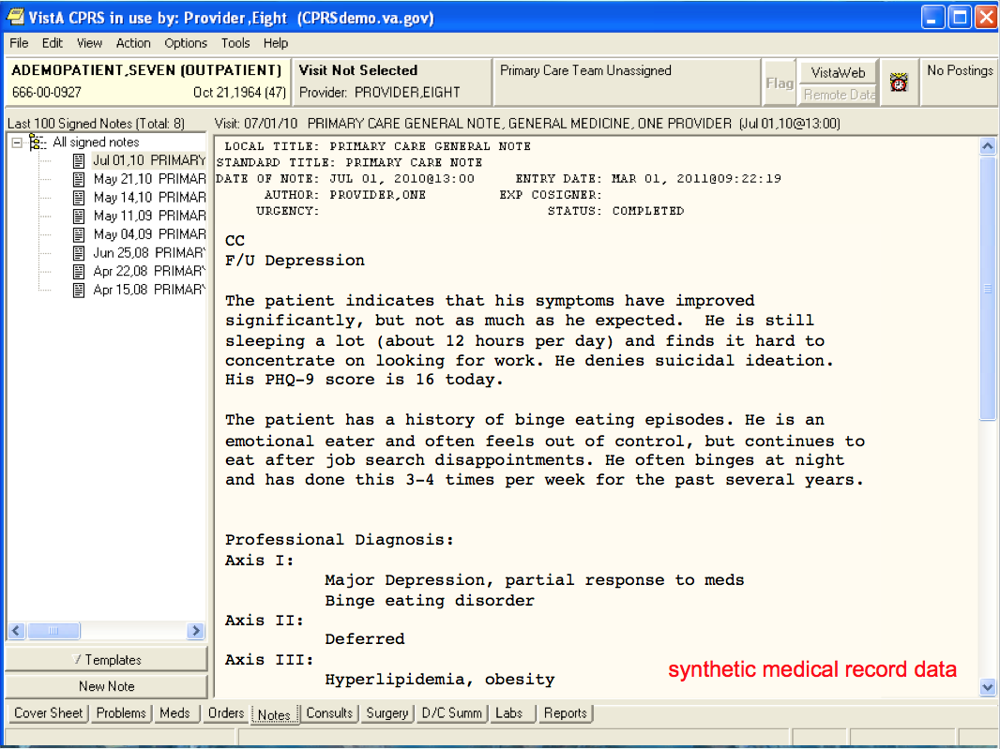 VistA CPRS in use by: Provider,Eight (CPRSdemo.va.gov)
File Edit View Action Options Tools Help
ADEMOPATIENT,SEVEN (OUTPATIENT)
666-00-0927 Oct 21,1964 (47)
Visit Not Selected
Provider: PROVIDER,EIGHT
Primary Care Team Unassigned
Flag
VistaWeb
Remote Data
No Postings
Last 100 Signed Notes (Total: 8)
Visit: 07/01/10 PRIMARY CARE GENERAL NOTE, GENERAL MEDICINE, ONE PROVIDER (Jul 01,10@13:00)
All signed notes
Jul 01,10 PRIMARY
May 21,10 PRIMAR
May 14,10 PRIMAR
May 11,09 PRIMAR
May 04,09 PRIMAR
Jun 25,08 PRIMAR
Apr 22,08 PRIMAR
Apr 15,08 PRIMAR
Templates
New Note
LOCAL TITLE: PRIMARY CARE GENERAL NOTE
STANDARD TITLE: PRIMARY CARE NOTE
DATE OF NOTE: JUL 01, 2010@13:00 ENTRY DATE: MAR 01, 2011@09:22:19
AUTHOR: PROVIDER,ONE EXP COSIGNER:
URGENCY: STATUS: COMPLETED
CC
F/U Depression
The patient indicates that his symptoms have improved
significantly, but not as much as he expected. He is still
sleeping a lot (about 12 hours per day) and finds it hard to
concentrate on looking for work. He denies suicidal ideation.
His PHQ-9 score is 16 today.
The patient has a history of binge eating episodes. He is an
emotional eater and often feels out of control, but continues to
eat after job search disappointments. He often binges at night
and has done this 3-4 times per week for the past several years.
Professional Diagnosis:
Axis I:
Major Depression, partial response to meds
Binge eating disorder
Axis II:
Deferred
Axis III:
Hyperlipidemia, obesity
synthetic medical record data
Cover Sheet Problems Meds Orders Notes Consults Surgery D/C Summ Labs Reports